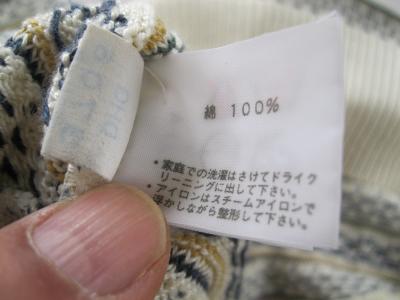 綿 100%
・家庭での洗濯はさけてドライク
リーニングに出して下さい。
・アイロンはスチームアイロンで
浮かしながら整形して下さい。